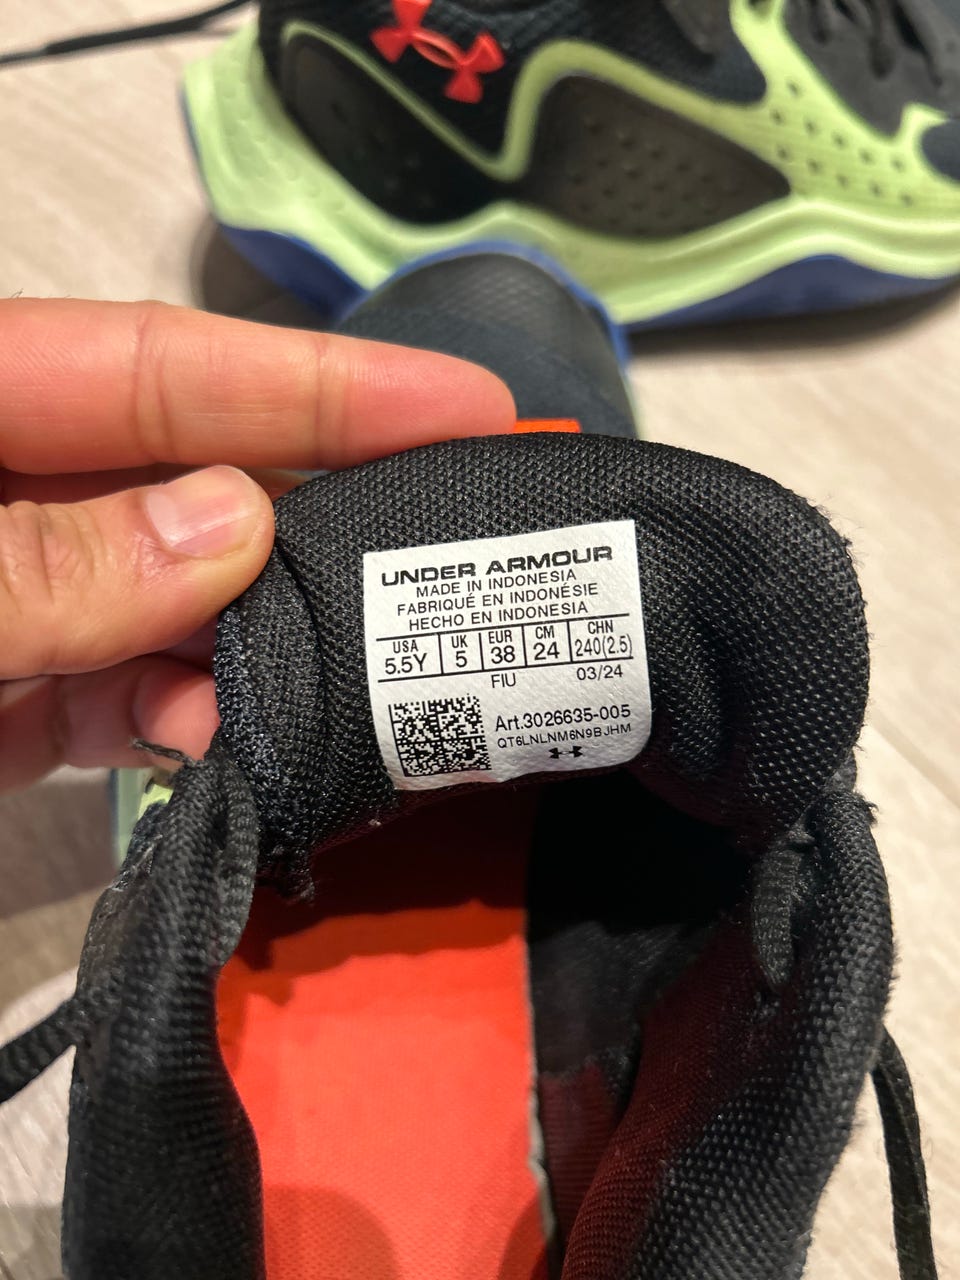 UNDER ARMOUR
MADE IN INDONESIA
FABRIQUÉ EN INDONÉSIE
HECHO EN INDONESIA
USA UK EUR CM CHN
5.5Y 5 38 24 240(2.5)
FIU 03/24
Art.3026635-005
QT6LNLNM6N9BJHM